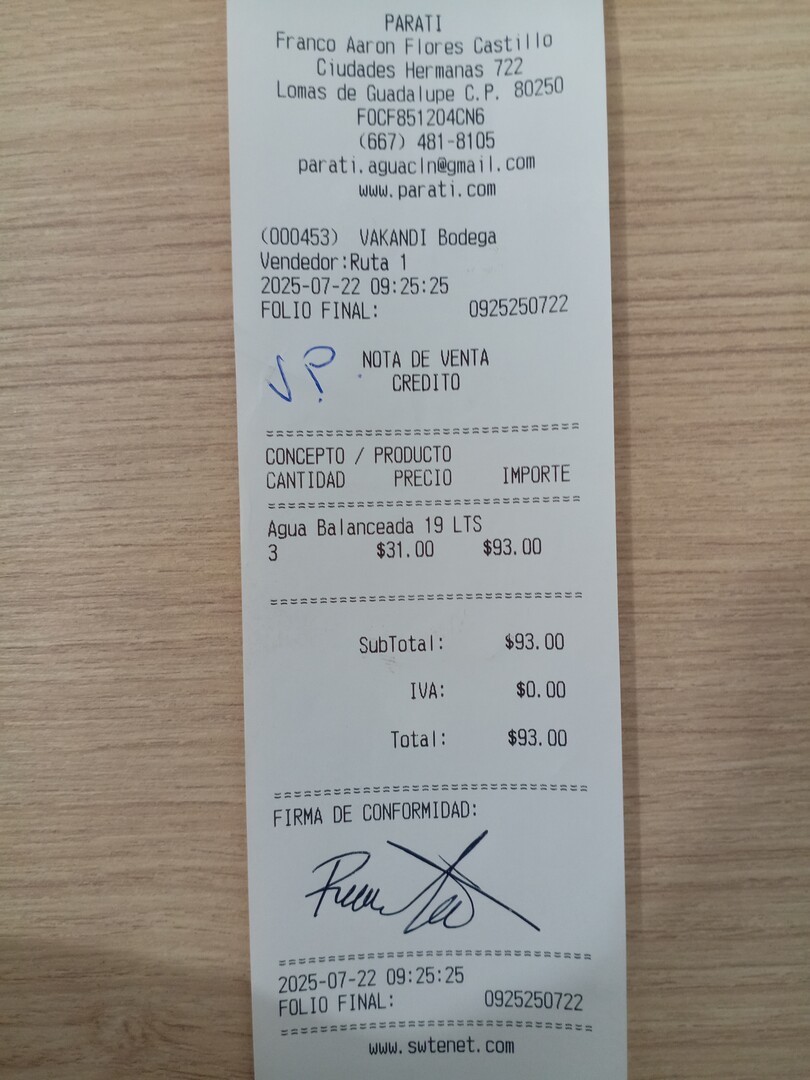 PARATI
Franco Aaron Flores Castillo
Ciudades Hermanas 722
Lomas de Guadalupe C.P. 80250
FOCF851204CN6
(667) 481-8105
parati.aguacln@gmail.com
www.parati.com
(000453) VAKANDI Bodega
Vendedor:Ruta 1
2025-07-22 09:25:25
FOLIO FINAL: 0925250722
NOTA DE VENTA
CREDITO
==============================
CONCEPTO / PRODUCTO
CANTIDAD PRECIO IMPORTE
==============================
Agua Balanceada 19 LTS
3 $31.00 $93.00
==============================
SubTotal: $93.00
IVA: $0.00
Total: $93.00
==============================
FIRMA DE CONFORMIDAD:
==============================
2025-07-22 09:25:25
FOLIO FINAL: 0925250722
==============================
www.swtenet.com